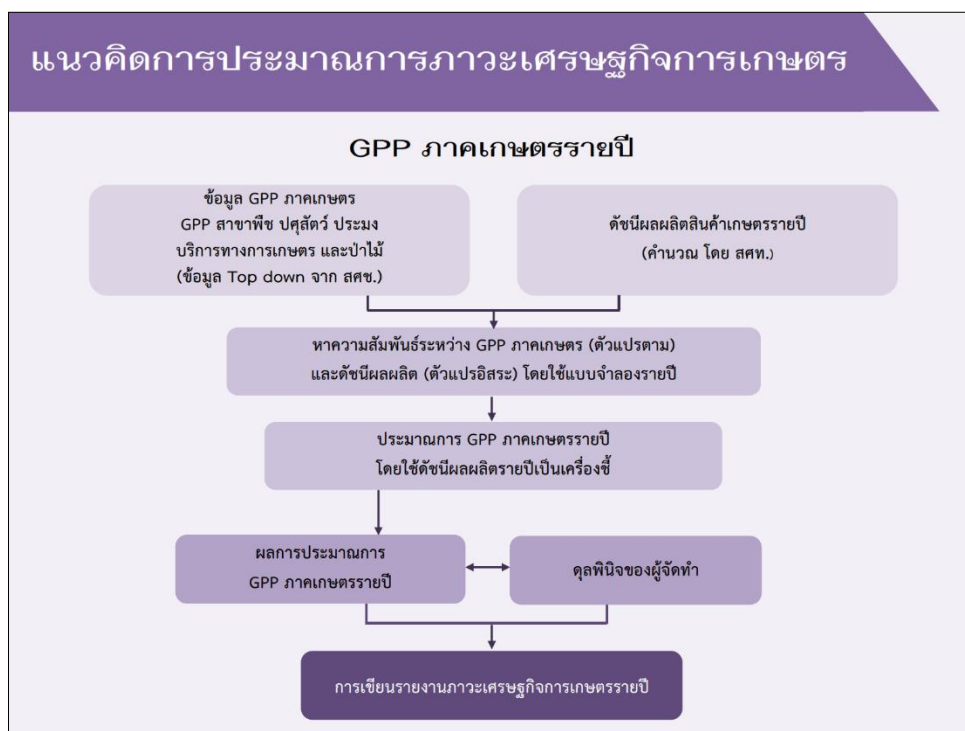 แนวคิดการประมาณการภาวะเศรษฐกิจการเกษตร
GPP ภาคเกษตรรายปี
ข้อมูล GPP ภาคเกษตร
GPP สาขาพืช ปศุสัตว์ ประมง
บริการทางการเกษตร และป่าไม้
(ข้อมูล Top down จาก สศช.)
ดัชนีผลผลิตสินค้าเกษตรรายปี
(คำนวณ โดย สศท.)
หาความสัมพันธ์ระหว่าง GPP ภาคเกษตร (ตัวแปรตาม)
และดัชนีผลผลิต (ตัวแปรอิสระ) โดยใช้แบบจำลองรายปี
ประมาณการ GPP ภาคเกษตรรายปี
โดยใช้ดัชนีผลผลิตรายปีเป็นเครื่องชี้
ผลการประมาณการ
GPP ภาคเกษตรรายปี
ดุลพินิจของผู้จัดทำ
การเขียนรายงานภาวะเศรษฐกิจการเกษตรรายปี